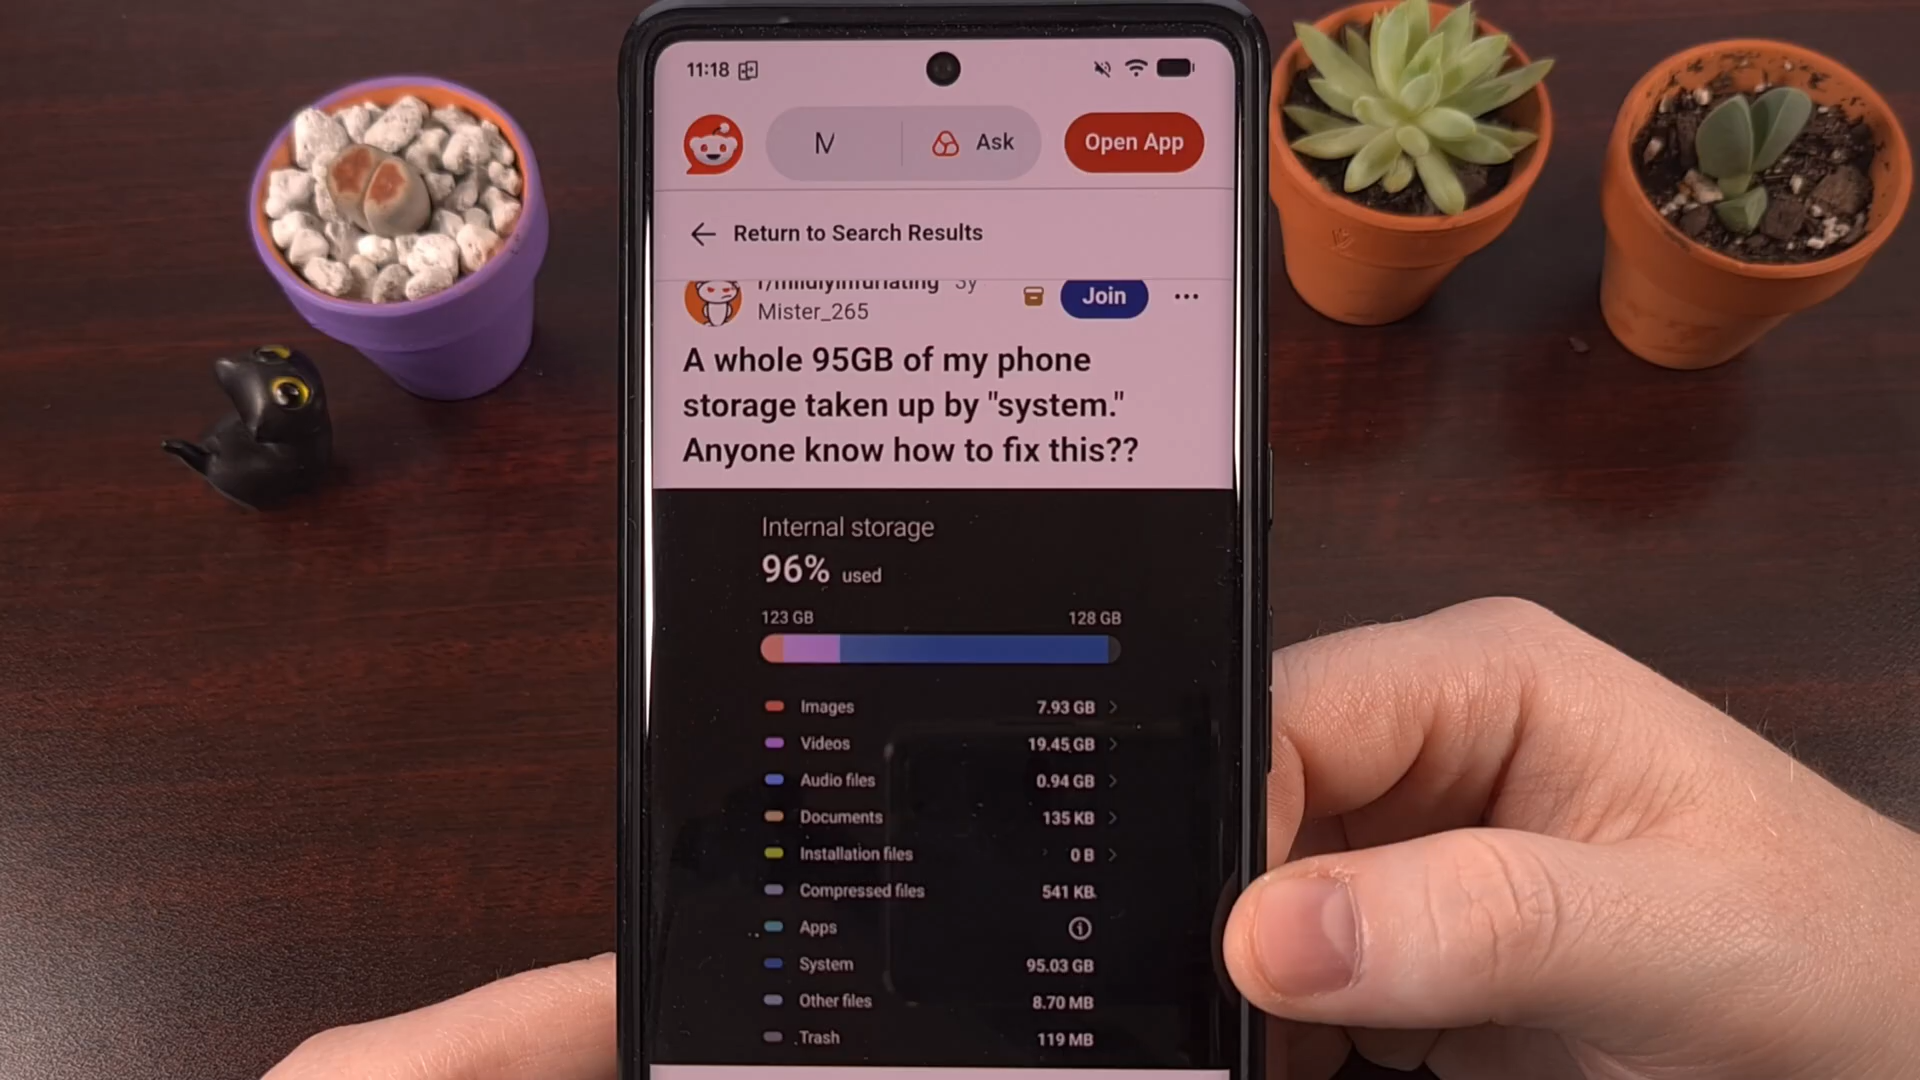 11:18
Ask
Open App
Return to Search Results
r/mildlyinfuriating 3y
Mister_265
Join
A whole 95GB of my phone
storage taken up by "system."
Anyone know how to fix this??
Internal storage
96% used
123 GB 128 GB
Images 7.93 GB
Videos 19.45 GB
Audio files 0.94 GB
Documents 135 KB
Installation files 0 B
Compressed files 541 KB
Apps
System 95.03 GB
Other files 8.70 MB
Trash 119 MB